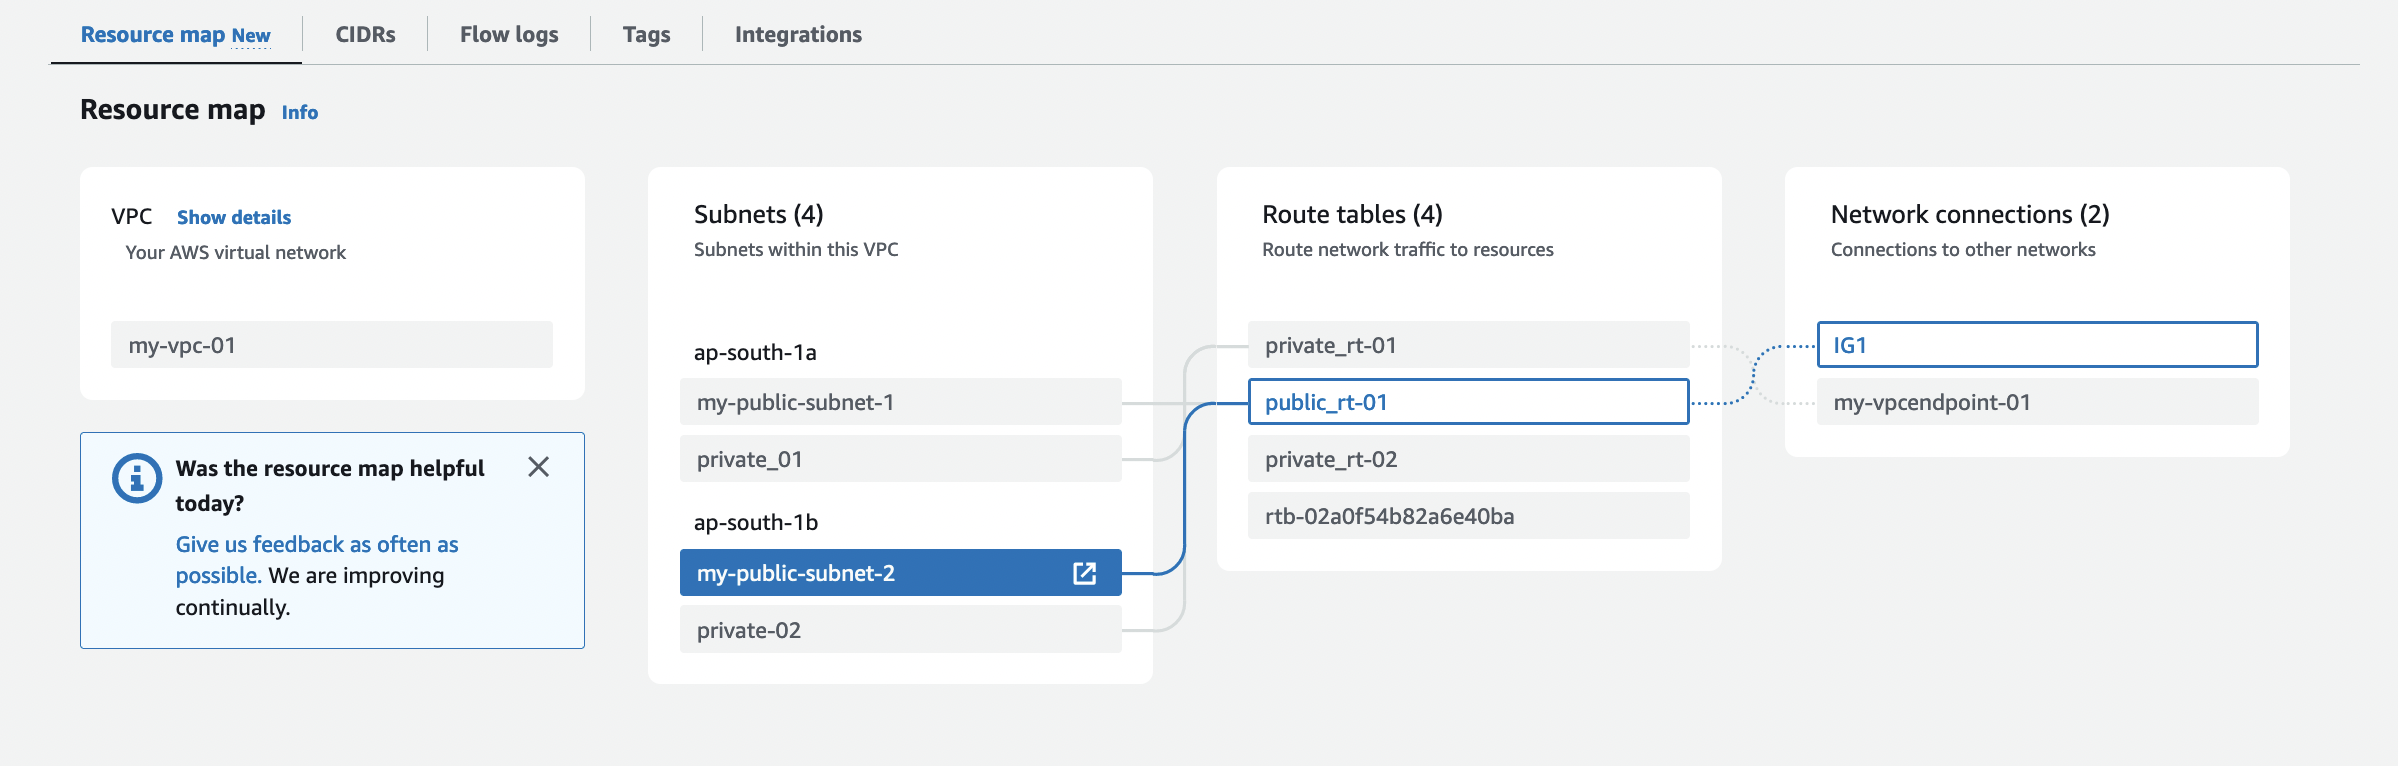 Resource map New
CIDRs
Flow logs
Tags
Integrations
Resource map Info
VPC Show details
Your AWS virtual network
my-vpc-01
Was the resource map helpful
today?
Give us feedback as often as
possible. We are improving
continually.
Subnets (4)
Subnets within this VPC
ap-south-1a
my-public-subnet-1
private_01
ap-south-1b
my-public-subnet-2
private-02
Route tables (4)
Route network traffic to resources
private_rt-01
public_rt-01
private_rt-02
rtb-02a0f54b82a6e40ba
Network connections (2)
Connections to other networks
IG1
my-vpcendpoint-01